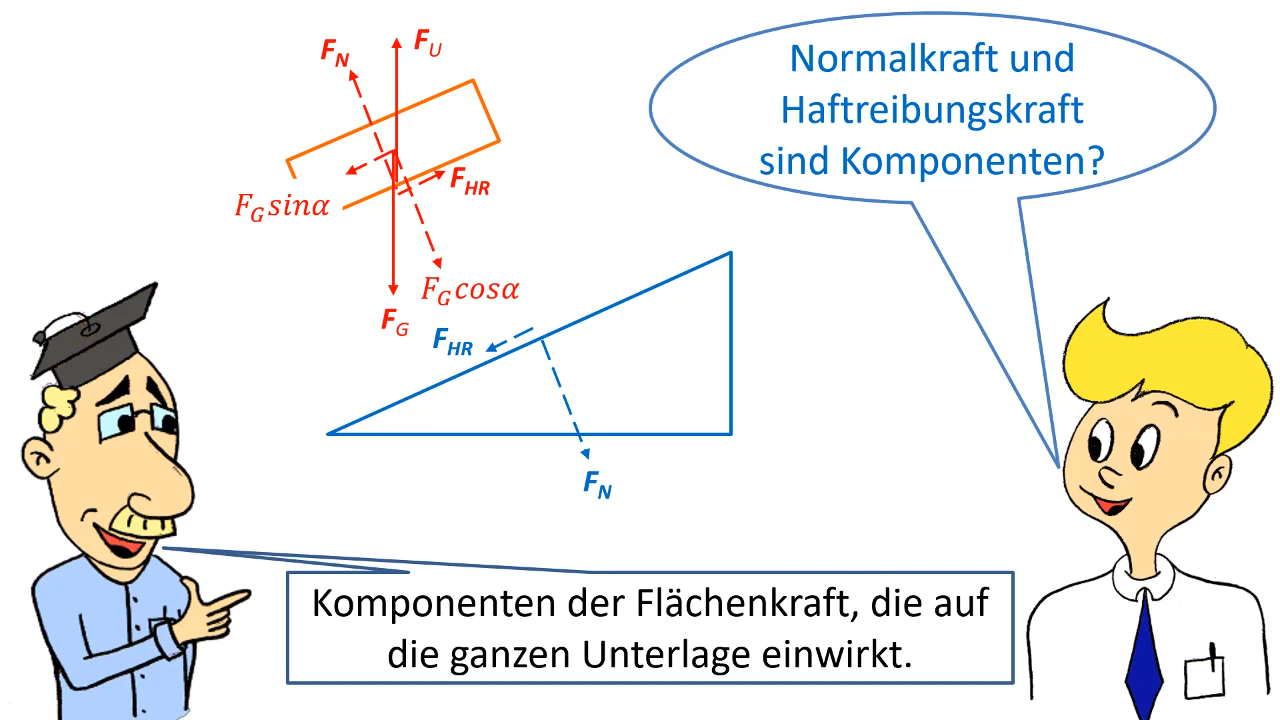 F_N
F_U
Normalkraft und
Haftreibungskraft
sind Komponenten?
F_HR
F_G sinα
F_G cosα
F_G
F_HR
F_N
Komponenten der Flächenkraft, die auf
die ganzen Unterlage einwirkt.